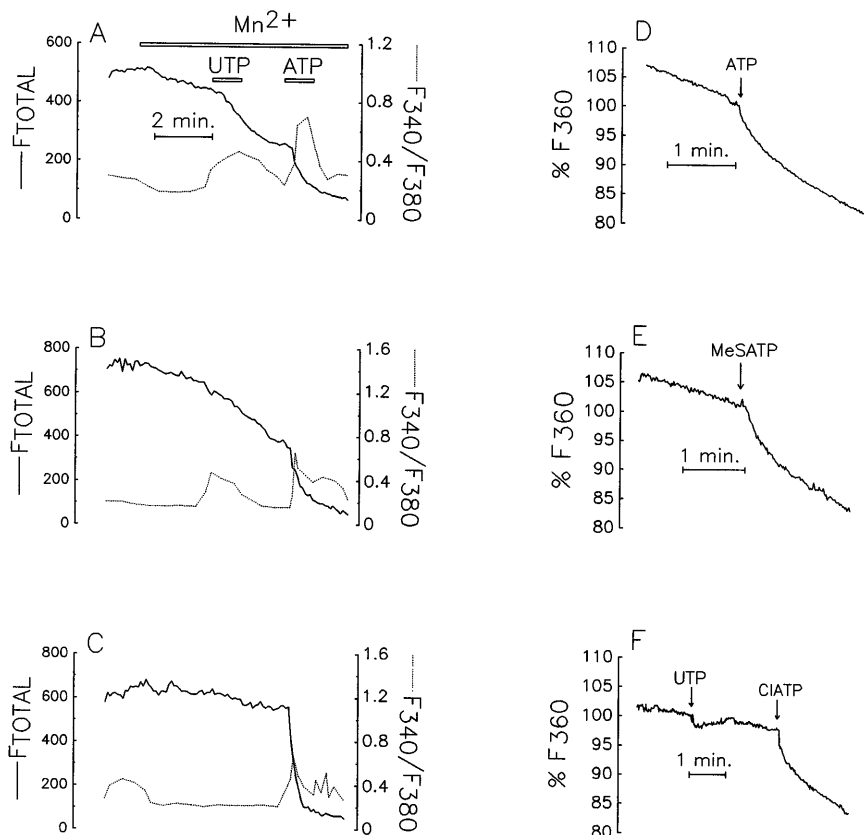 A
Mn2+
UTP
ATP
2 min.
600
400
200
0
FTOTAL
1.2
0.8
0.4
0
F340/F380
B
800
600
400
200
0
FTOTAL
1.6
1.2
0.8
0.4
0
F340/F380
C
800
600
400
200
0
FTOTAL
1.6
1.2
0.8
0.4
0
F340/F380
D
110
105
100
95
90
85
80
% F360
ATP
1 min.
E
110
105
100
95
90
85
80
% F360
MeSATP
1 min.
F
110
105
100
95
90
85
80
% F360
UTP
ClATP
1 min.